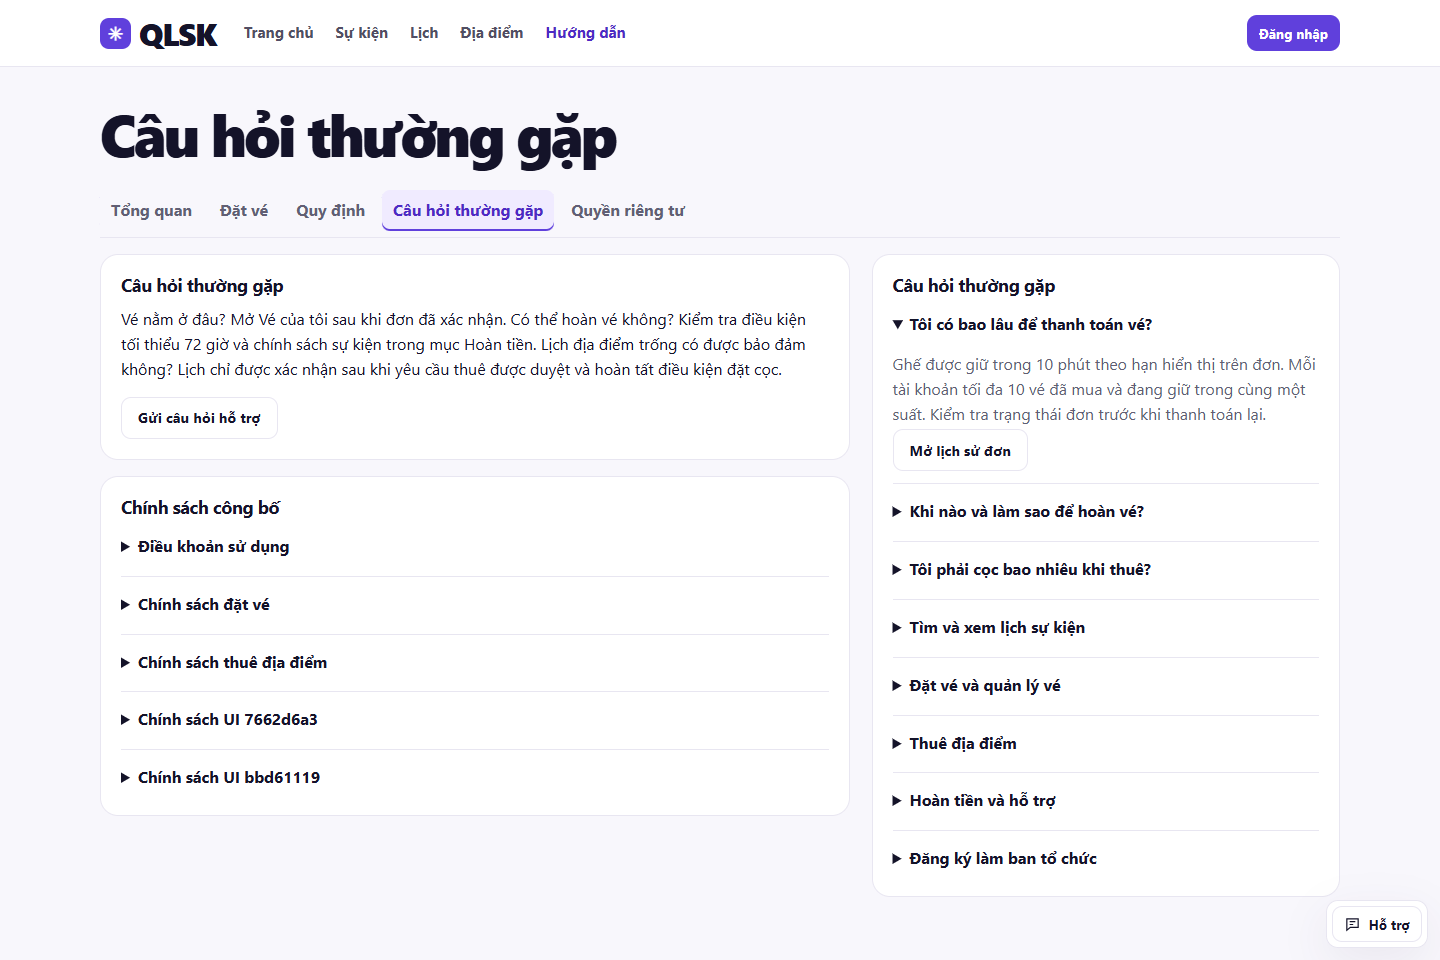 QLSK
Trang chủ
Sự kiện
Lịch
Địa điểm
Hướng dẫn
Đăng nhập
Câu hỏi thường gặp
Tổng quan
Đặt vé
Quy định
Câu hỏi thường gặp
Quyền riêng tư
Câu hỏi thường gặp
Vé nằm ở đâu? Mở Vé của tôi sau khi đơn đã xác nhận. Có thể hoàn vé không? Kiểm tra điều kiện
tối thiểu 72 giờ và chính sách sự kiện trong mục Hoàn tiền. Lịch địa điểm trống có được bảo đảm
không? Lịch chỉ được xác nhận sau khi yêu cầu thuê được duyệt và hoàn tất điều kiện đặt cọc.
Gửi câu hỏi hỗ trợ
Chính sách công bố
Điều khoản sử dụng
Chính sách đặt vé
Chính sách thuê địa điểm
Chính sách UI 7662d6a3
Chính sách UI bbd61119
Câu hỏi thường gặp
Tôi có bao lâu để thanh toán vé?
Ghế được giữ trong 10 phút theo hạn hiển thị trên đơn. Mỗi
tài khoản tối đa 10 vé đã mua và đang giữ trong cùng một
suất. Kiểm tra trạng thái đơn trước khi thanh toán lại.
Mở lịch sử đơn
Khi nào và làm sao để hoàn vé?
Tôi phải cọc bao nhiêu khi thuê?
Tìm và xem lịch sự kiện
Đặt vé và quản lý vé
Thuê địa điểm
Hoàn tiền và hỗ trợ
Đăng ký làm ban tổ chức
Hỗ trợ